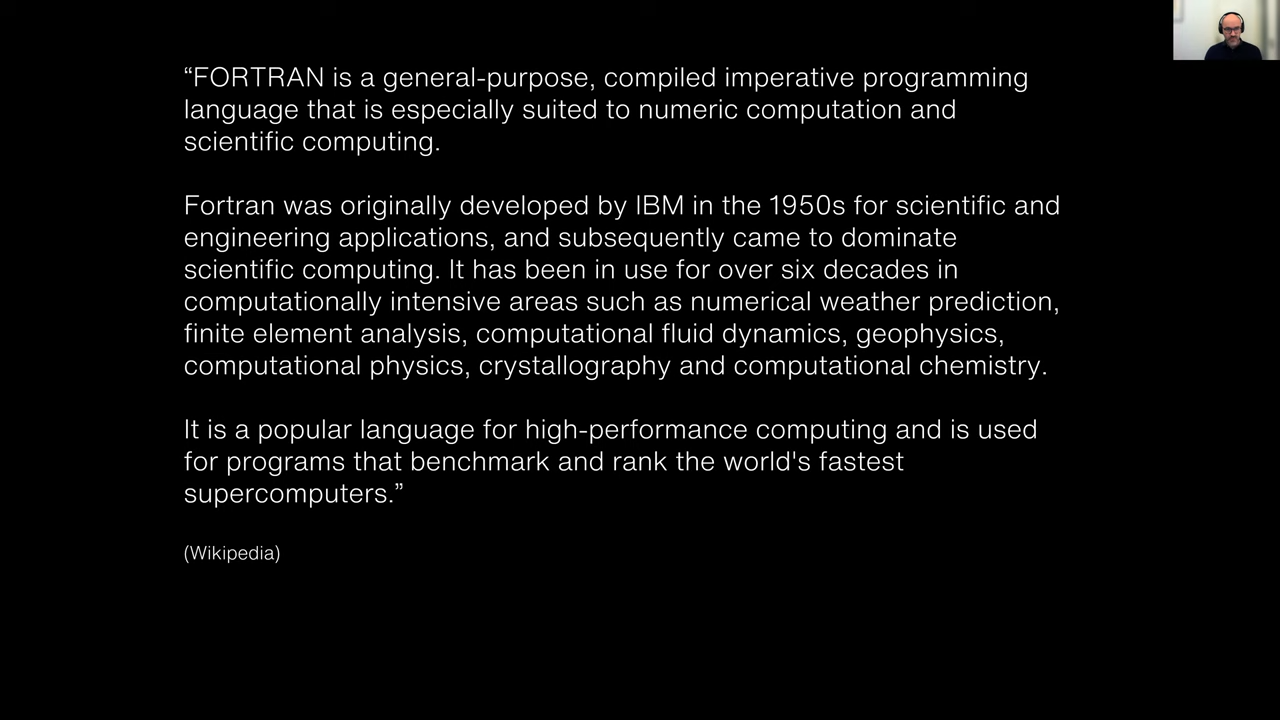 “FORTRAN is a general-purpose, compiled imperative programming
language that is especially suited to numeric computation and
scientific computing.
Fortran was originally developed by IBM in the 1950s for scientific and
engineering applications, and subsequently came to dominate
scientific computing. It has been in use for over six decades in
computationally intensive areas such as numerical weather prediction,
finite element analysis, computational fluid dynamics, geophysics,
computational physics, crystallography and computational chemistry.
It is a popular language for high-performance computing and is used
for programs that benchmark and rank the world's fastest
supercomputers.”
(Wikipedia)